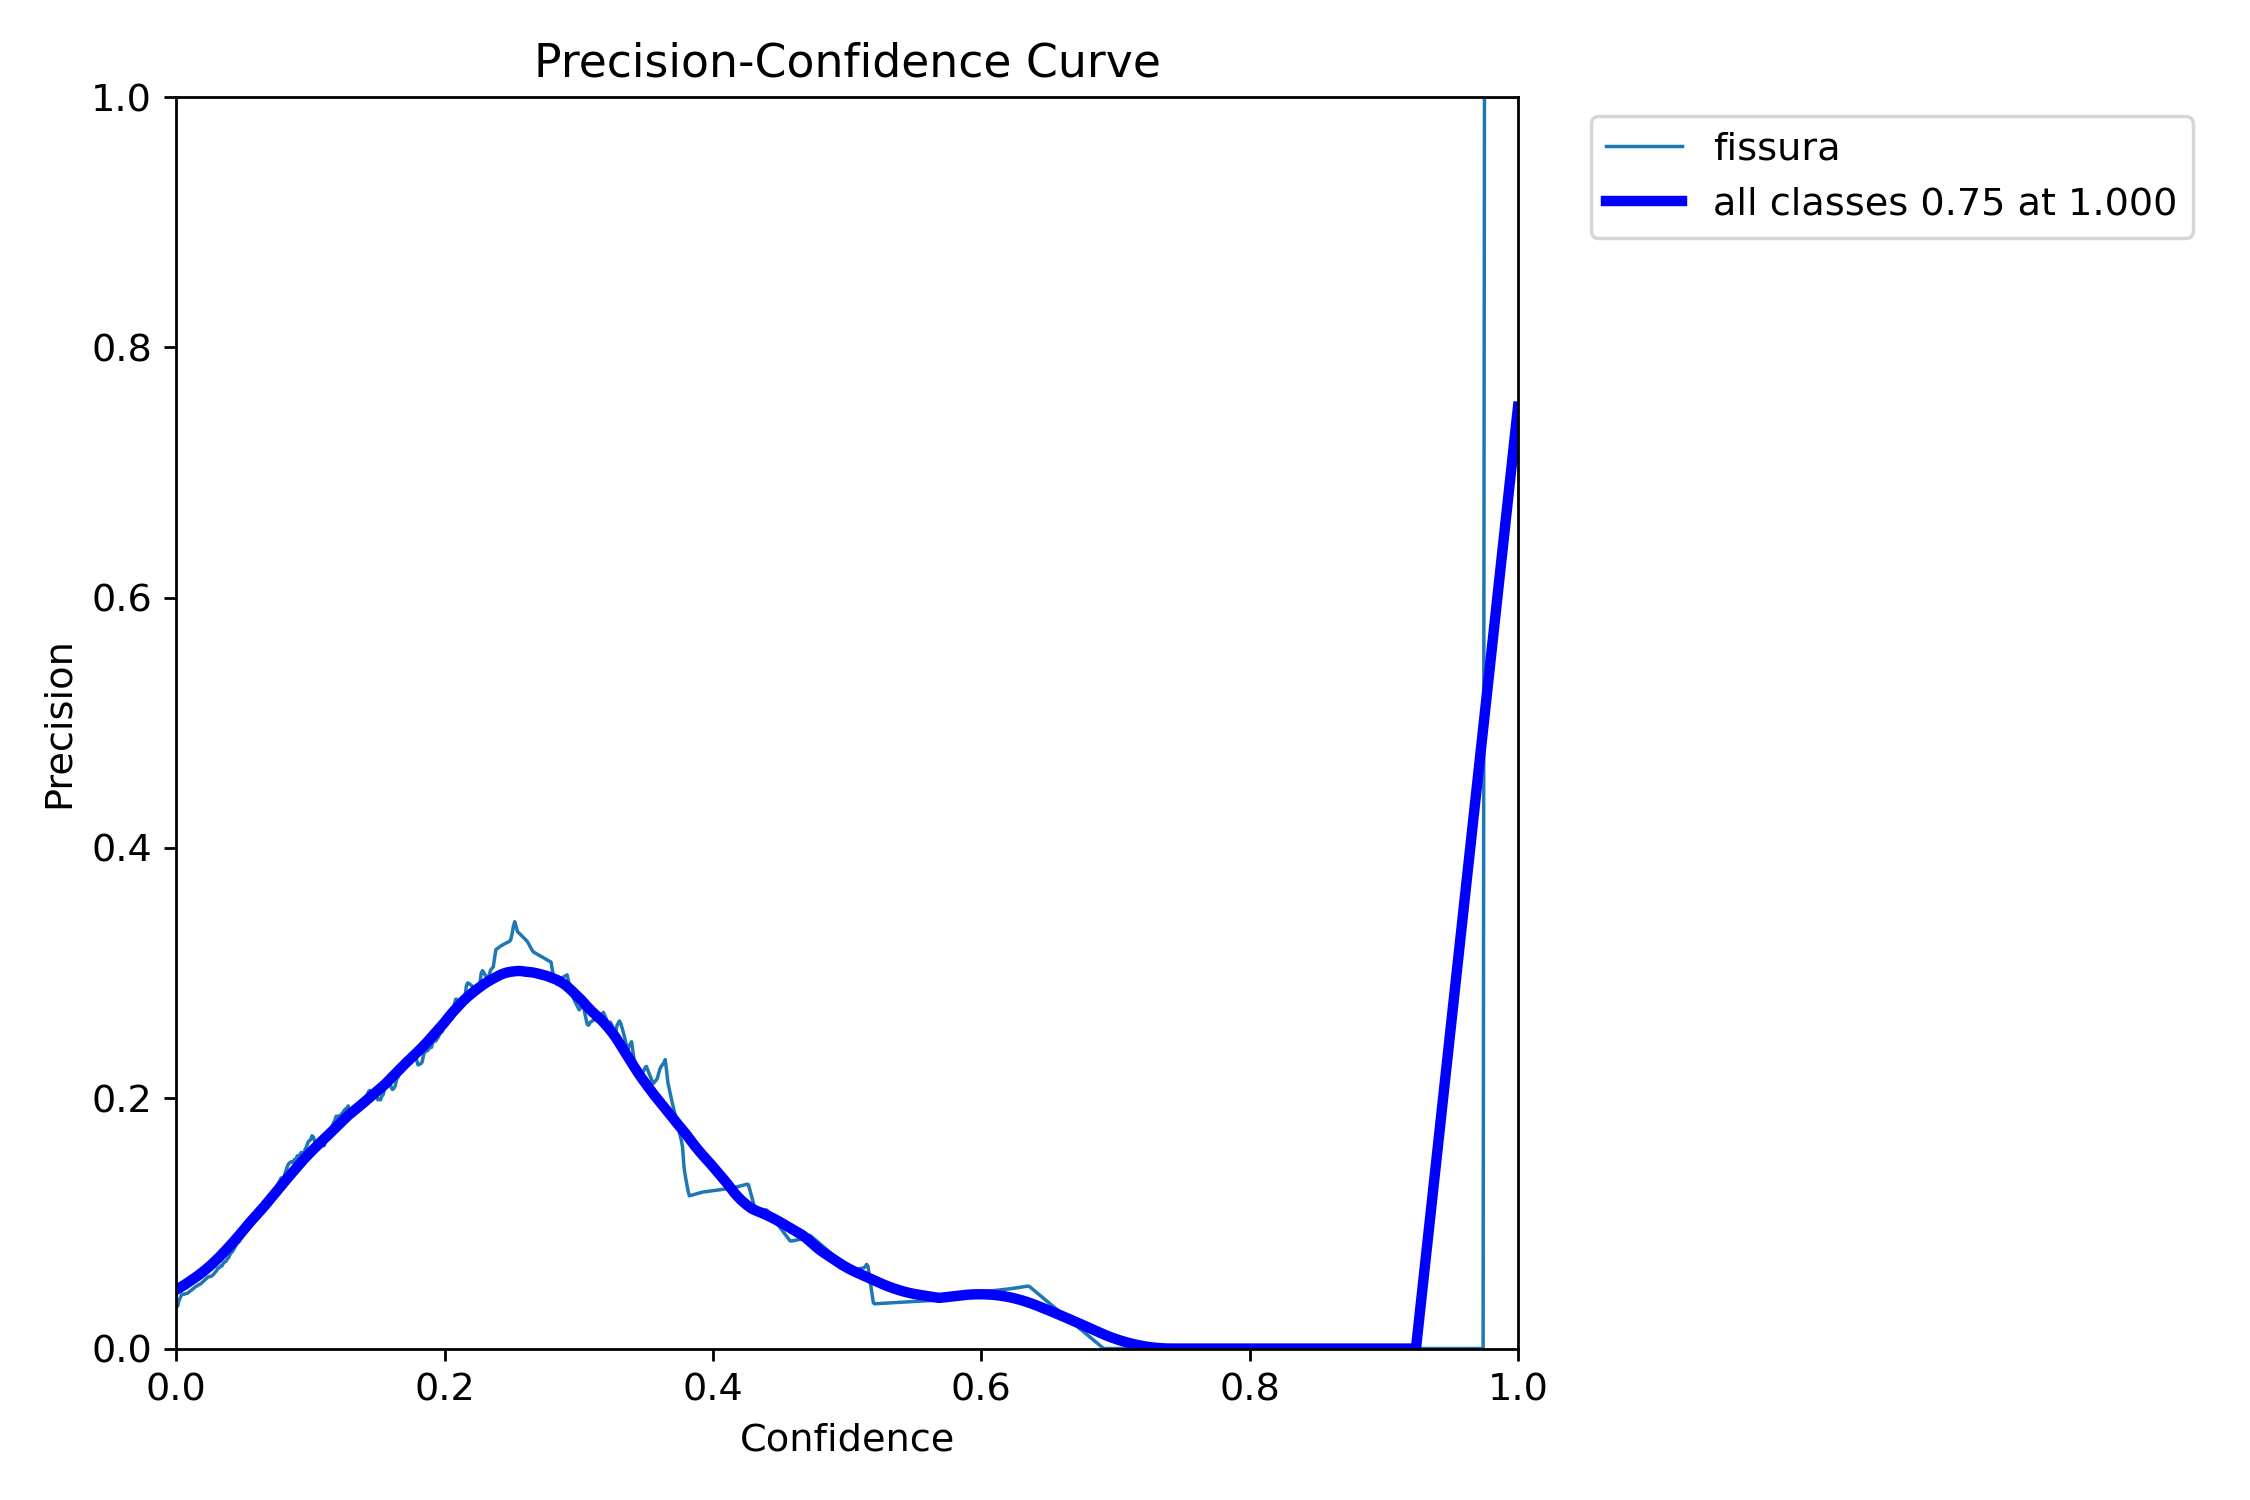 Precision-Confidence Curve
fissura
all classes 0.75 at 1.000
Precision
1.0
0.8
0.6
0.4
0.2
0.0
0.0 0.2 0.4 0.6 0.8 1.0
Confidence